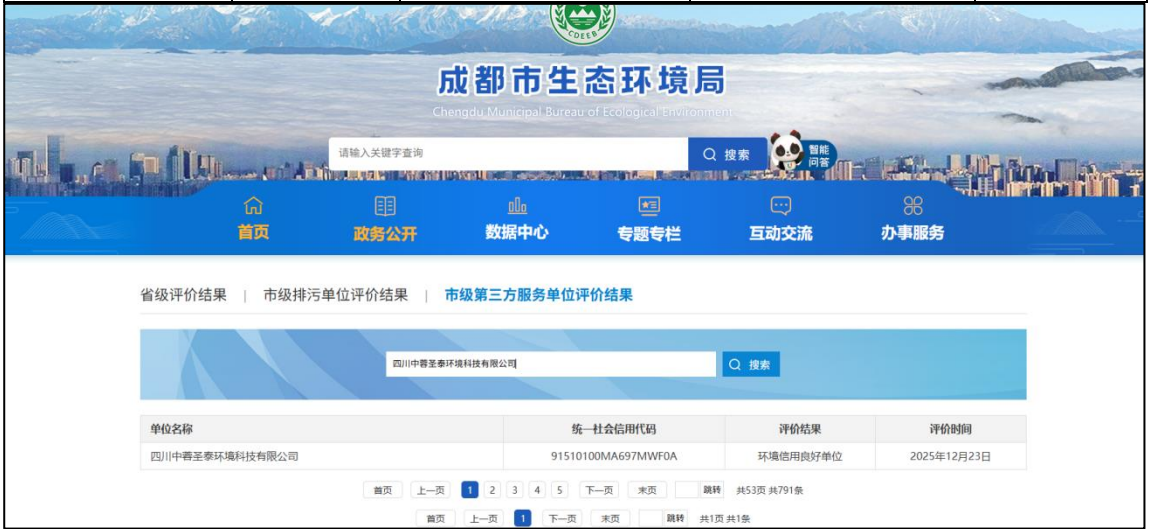 CDEEB
成都市生态环境局
Chengdu Municipal Bureau of Ecological Environment
请输入关键字查询 搜索 智能问答
首页 政务公开 数据中心 专题专栏 互动交流 办事服务
省级评价结果 | 市级排污单位评价结果 | 市级第三方服务单位评价结果
四川中蓉圣泰环境科技有限公司 搜索
单位名称 统一社会信用代码 评价结果 评价时间
四川中蓉圣泰环境科技有限公司 91510100MA697MWF0A 环境信用良好单位 2025年12月23日
首页 上一页 1 2 3 4 5 下一页 末页 跳转 共53页 共791条
首页 上一页 1 下一页 末页 跳转 共1页 共1条